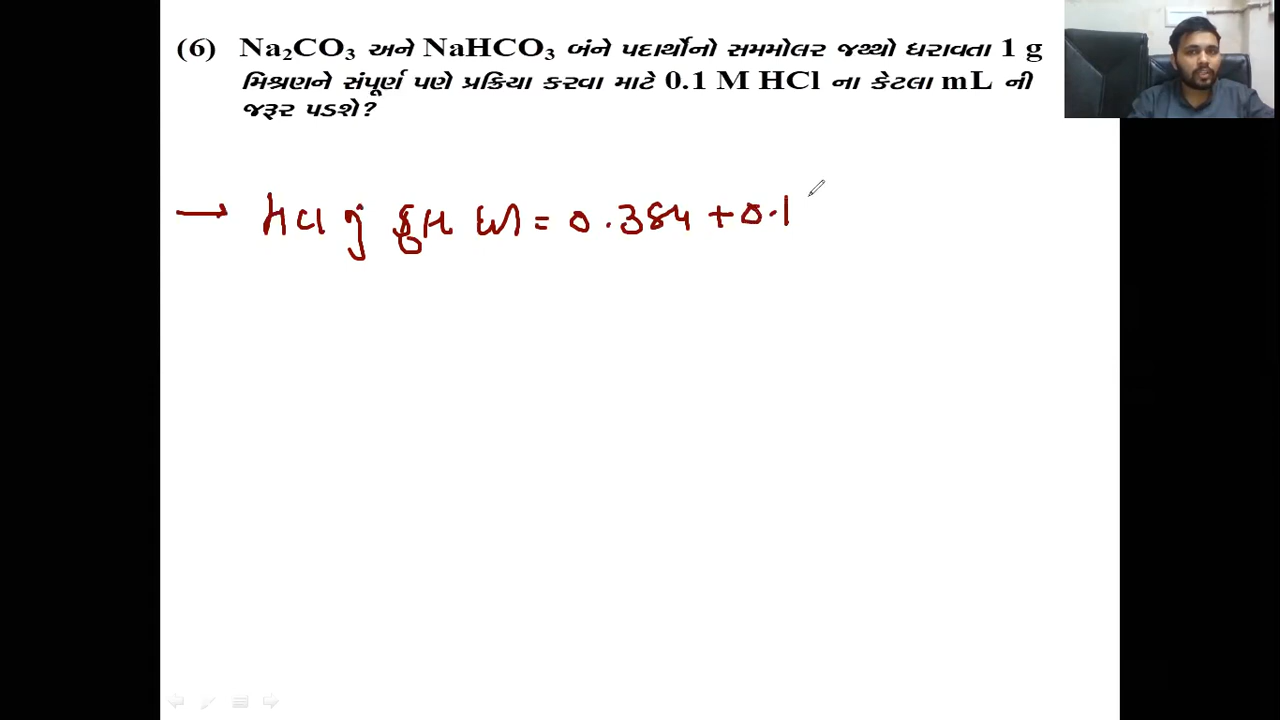 (6) Na₂CO₃ અને NaHCO₃ બંને પદાર્થોનો સમમોલર જથ્થો ધરાવતા 1 g
મિશ્રણને સંપૂર્ણ પણે પ્રક્રિયા કરવા માટે 0.1 M HCl ના કેટલા mL ની
જરૂર પડશે?
→ HCl નું કુલ દળ = 0.384 + 0.1